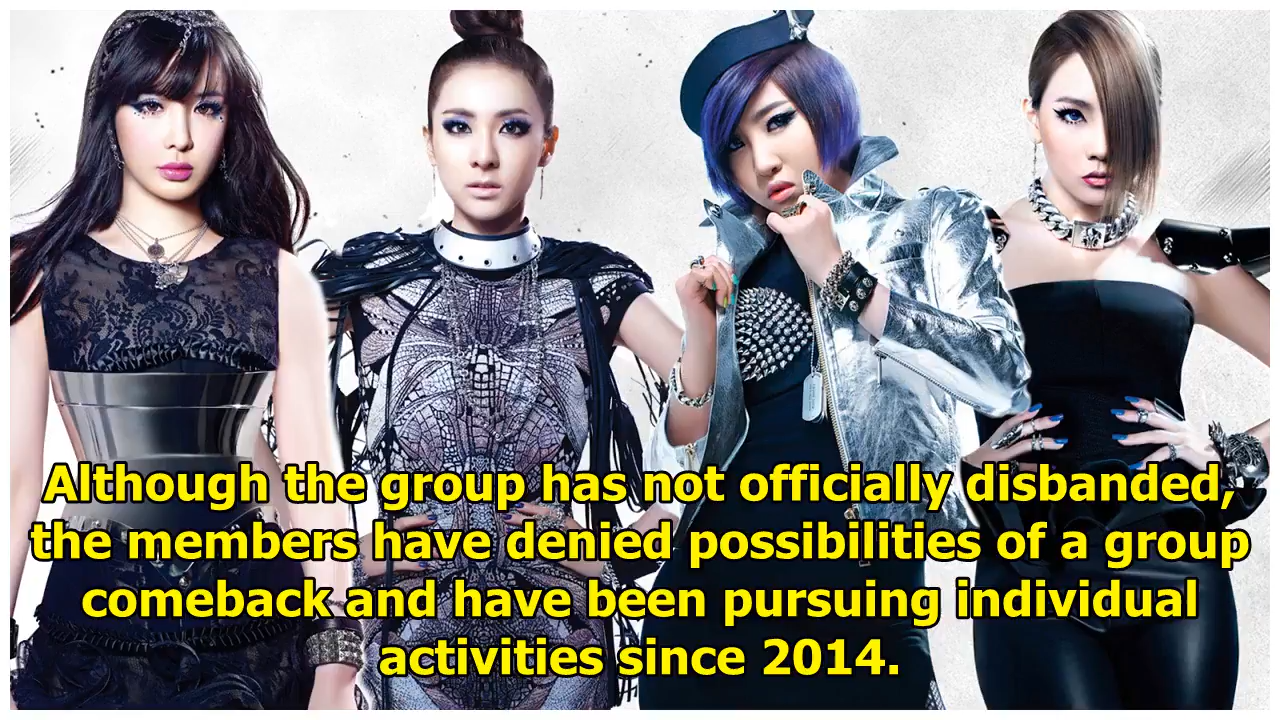 Although the group has not officially disbanded,
the members have denied possibilities of a group
comeback and have been pursuing individual
activities since 2014.